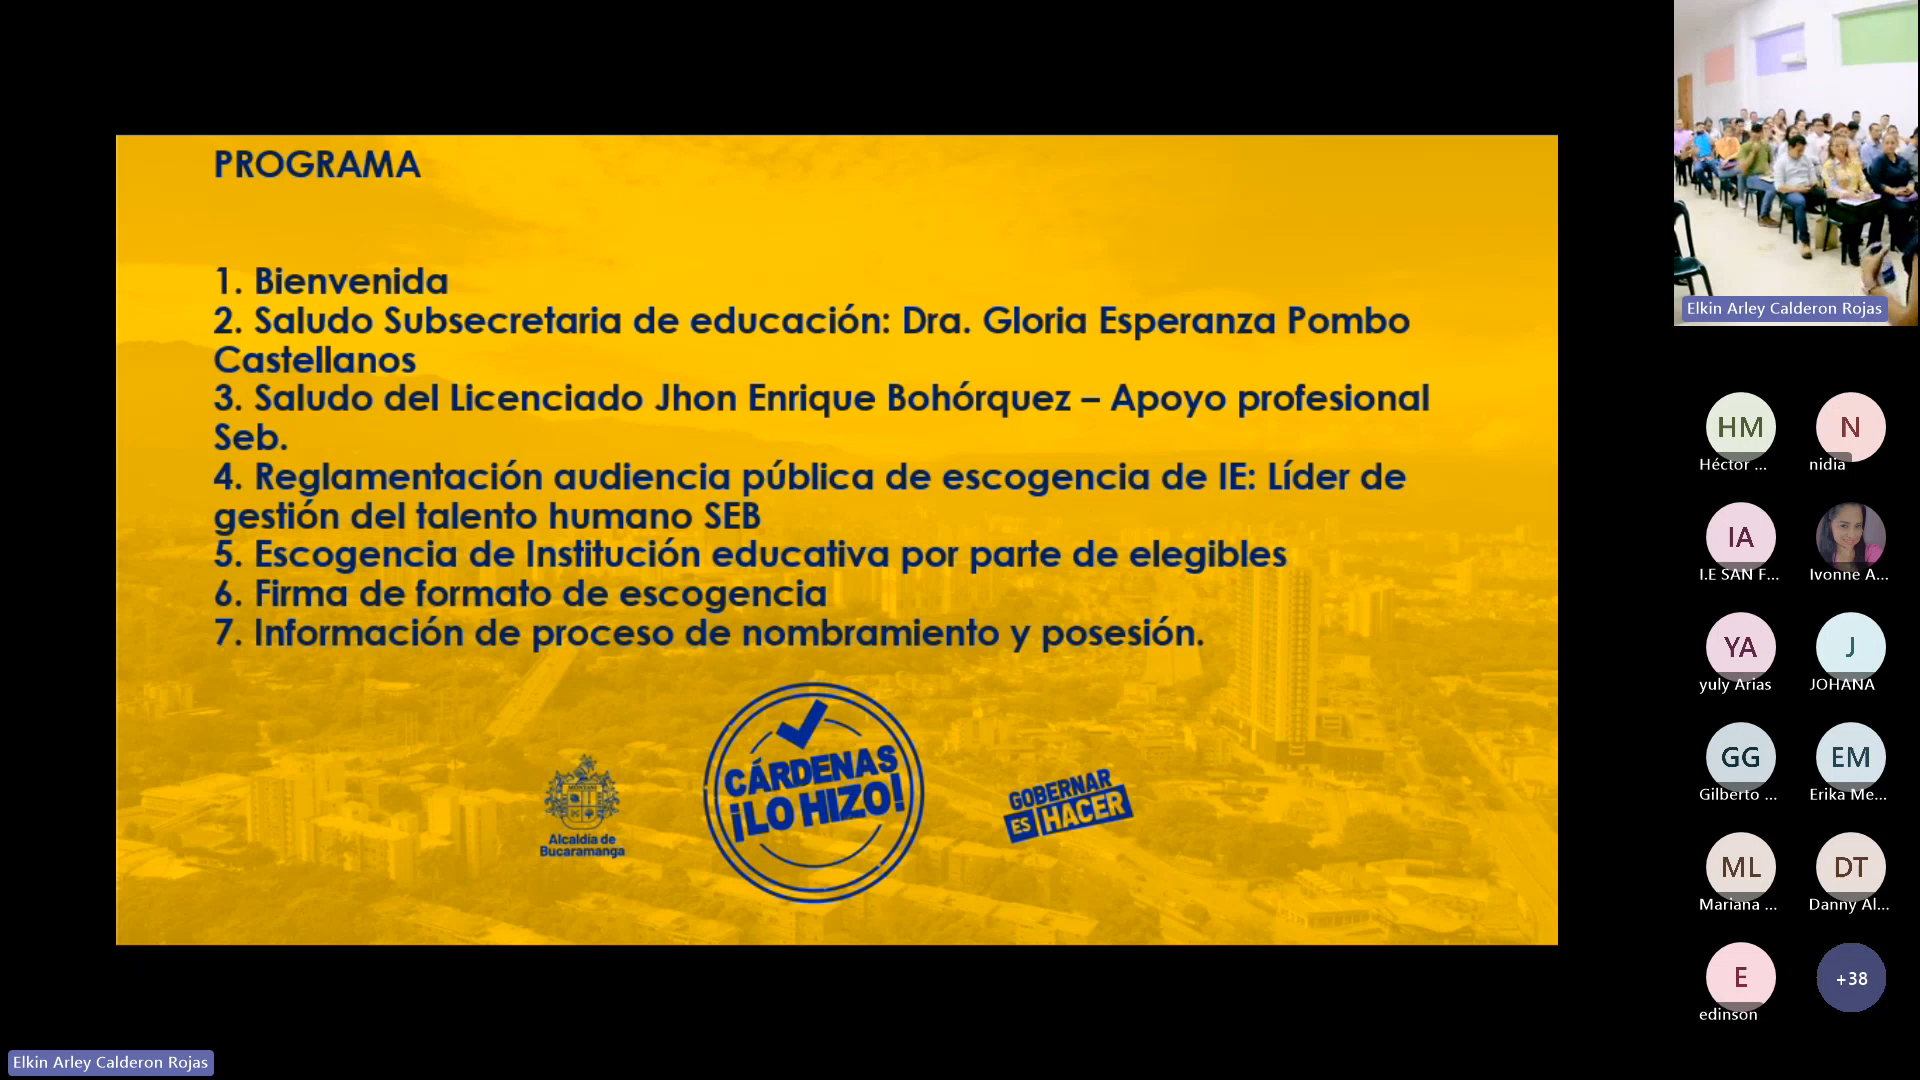 PROGRAMA
1. Bienvenida
2. Saludo Subsecretaria de educación: Dra. Gloria Esperanza Pombo
Castellanos
3. Saludo del Licenciado Jhon Enrique Bohórquez – Apoyo profesional
Seb.
4. Reglamentación audiencia pública de escogencia de IE: Líder de
gestión del talento humano SEB
5. Escogencia de Institución educativa por parte de elegibles
6. Firma de formato de escogencia
7. Información de proceso de nombramiento y posesión.
Alcaldía de
Bucaramanga
CÁRDENAS
¡LO HIZO!
GOBERNAR
ES HACER
Elkin Arley Calderon Rojas
HM
Héctor ...
N
nidia
IA
I.E SAN F...
Ivonne A...
YA
yuly Arias
J
JOHANA
GG
Gilberto ...
EM
Erika Me...
ML
Mariana ...
DT
Danny Al...
E
edinson
+38
Elkin Arley Calderon Rojas